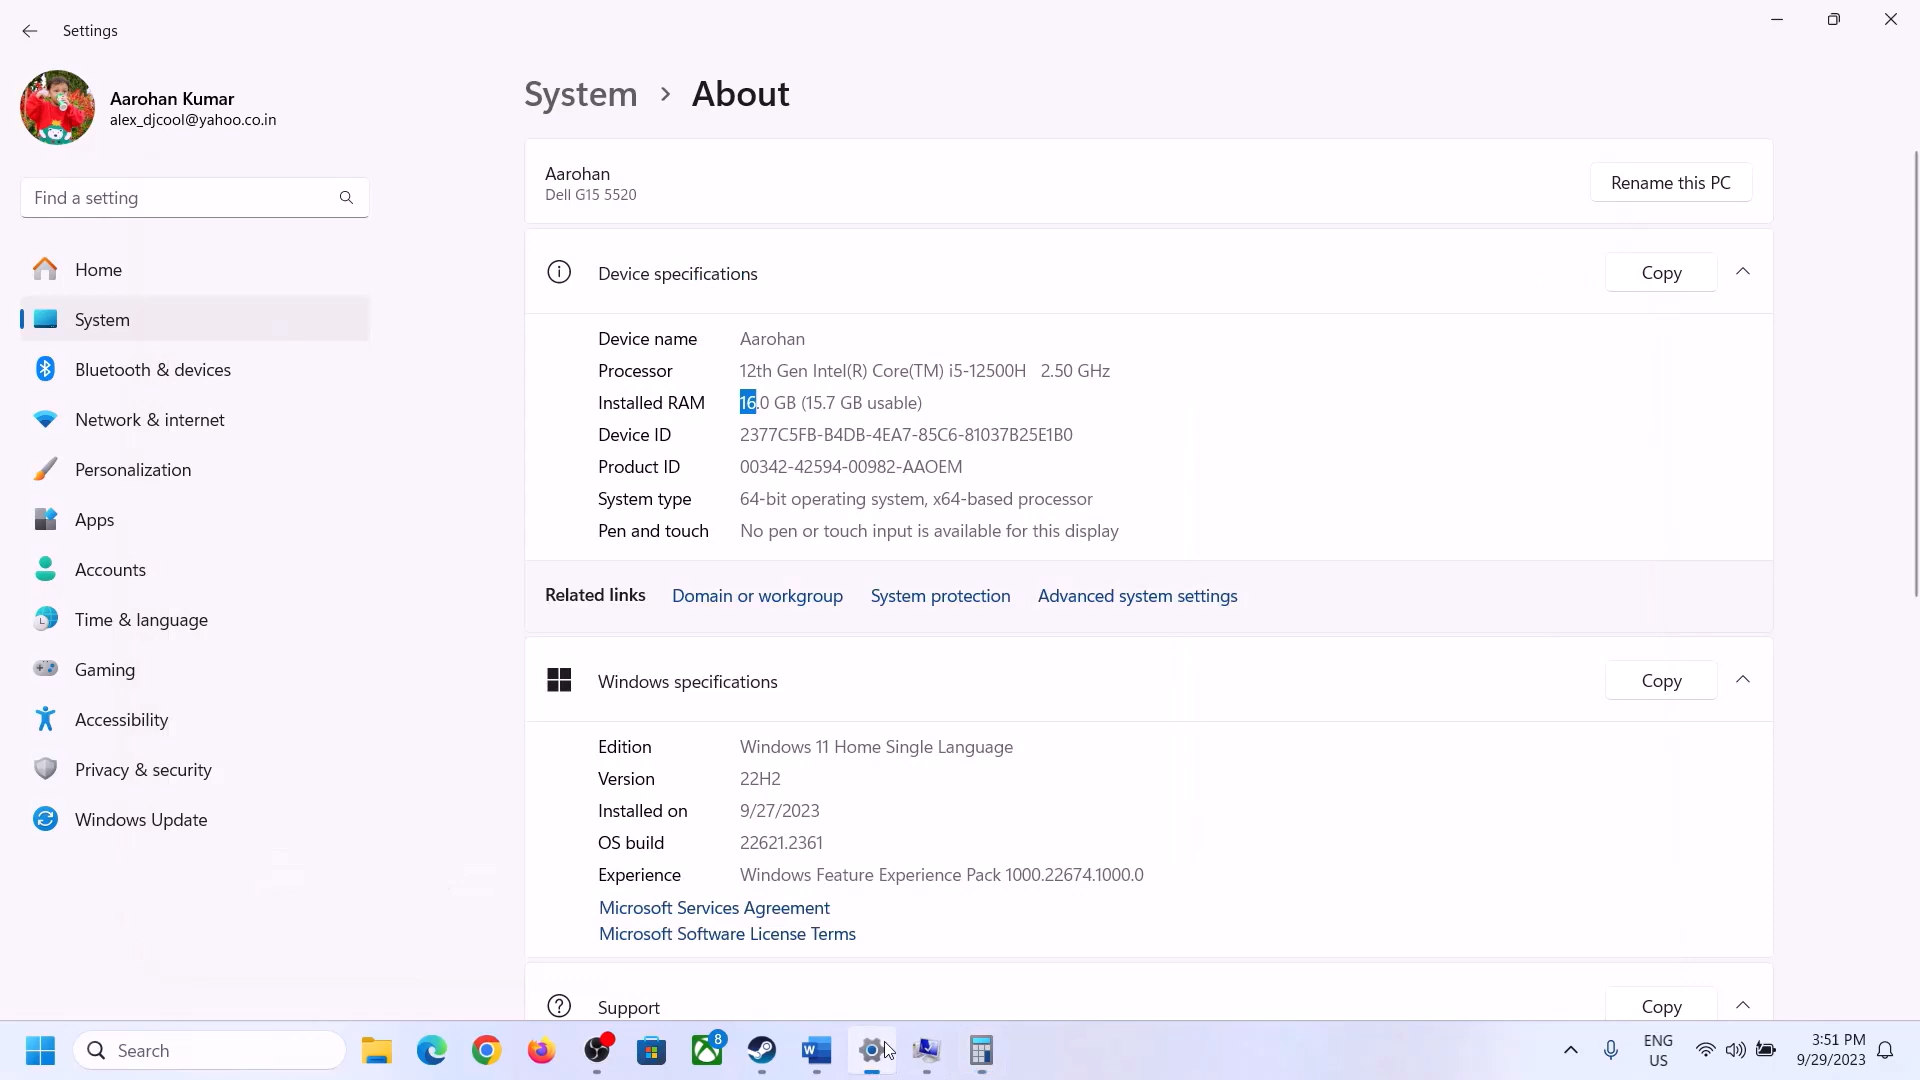 Settings
Aarohan Kumar
alex_djcool@yahoo.co.in
Find a setting
Home
System
Bluetooth & devices
Network & internet
Personalization
Apps
Accounts
Time & language
Gaming
Accessibility
Privacy & security
Windows Update
System > About
Aarohan
Dell G15 5520
Rename this PC
Device specifications
Copy
Device name Aarohan
Processor 12th Gen Intel(R) Core(TM) i5-12500H 2.50 GHz
Installed RAM 16.0 GB (15.7 GB usable)
Device ID 2377C5FB-B4DB-4EA7-85C6-81037B25E1B0
Product ID 00342-42594-00982-AAOEM
System type 64-bit operating system, x64-based processor
Pen and touch No pen or touch input is available for this display
Related links Domain or workgroup System protection Advanced system settings
Windows specifications
Copy
Edition Windows 11 Home Single Language
Version 22H2
Installed on 9/27/2023
OS build 22621.2361
Experience Windows Feature Experience Pack 1000.22674.1000.0
Microsoft Services Agreement
Microsoft Software License Terms
Support
Copy
Search
8
ENG
US
3:51 PM
9/29/2023